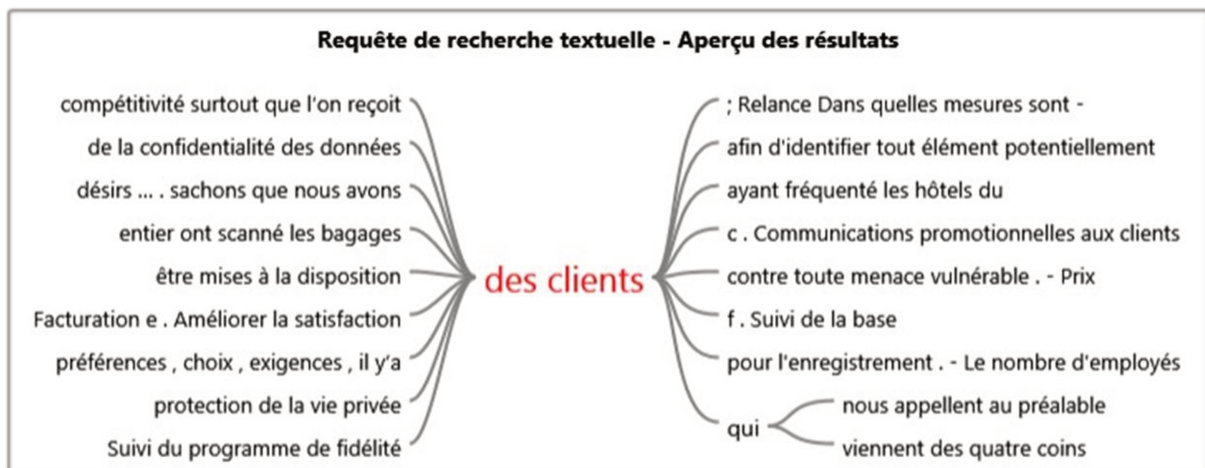 Requête de recherche textuelle - Aperçu des résultats
compétitivité surtout que l'on reçoit
de la confidentialité des données
désirs ... . sachons que nous avons
entier ont scanné les bagages
être mises à la disposition
Facturation e . Améliorer la satisfaction
préférences , choix , exigences , il y'a
protection de la vie privée
Suivi du programme de fidélité
des clients
; Relance Dans quelles mesures sont -
afin d'identifier tout élément potentiellement
ayant fréquenté les hôtels du
c . Communications promotionnelles aux clients
contre toute menace vulnérable . - Prix
f . Suivi de la base
pour l'enregistrement . - Le nombre d'employés
qui
nous appellent au préalable
viennent des quatre coins